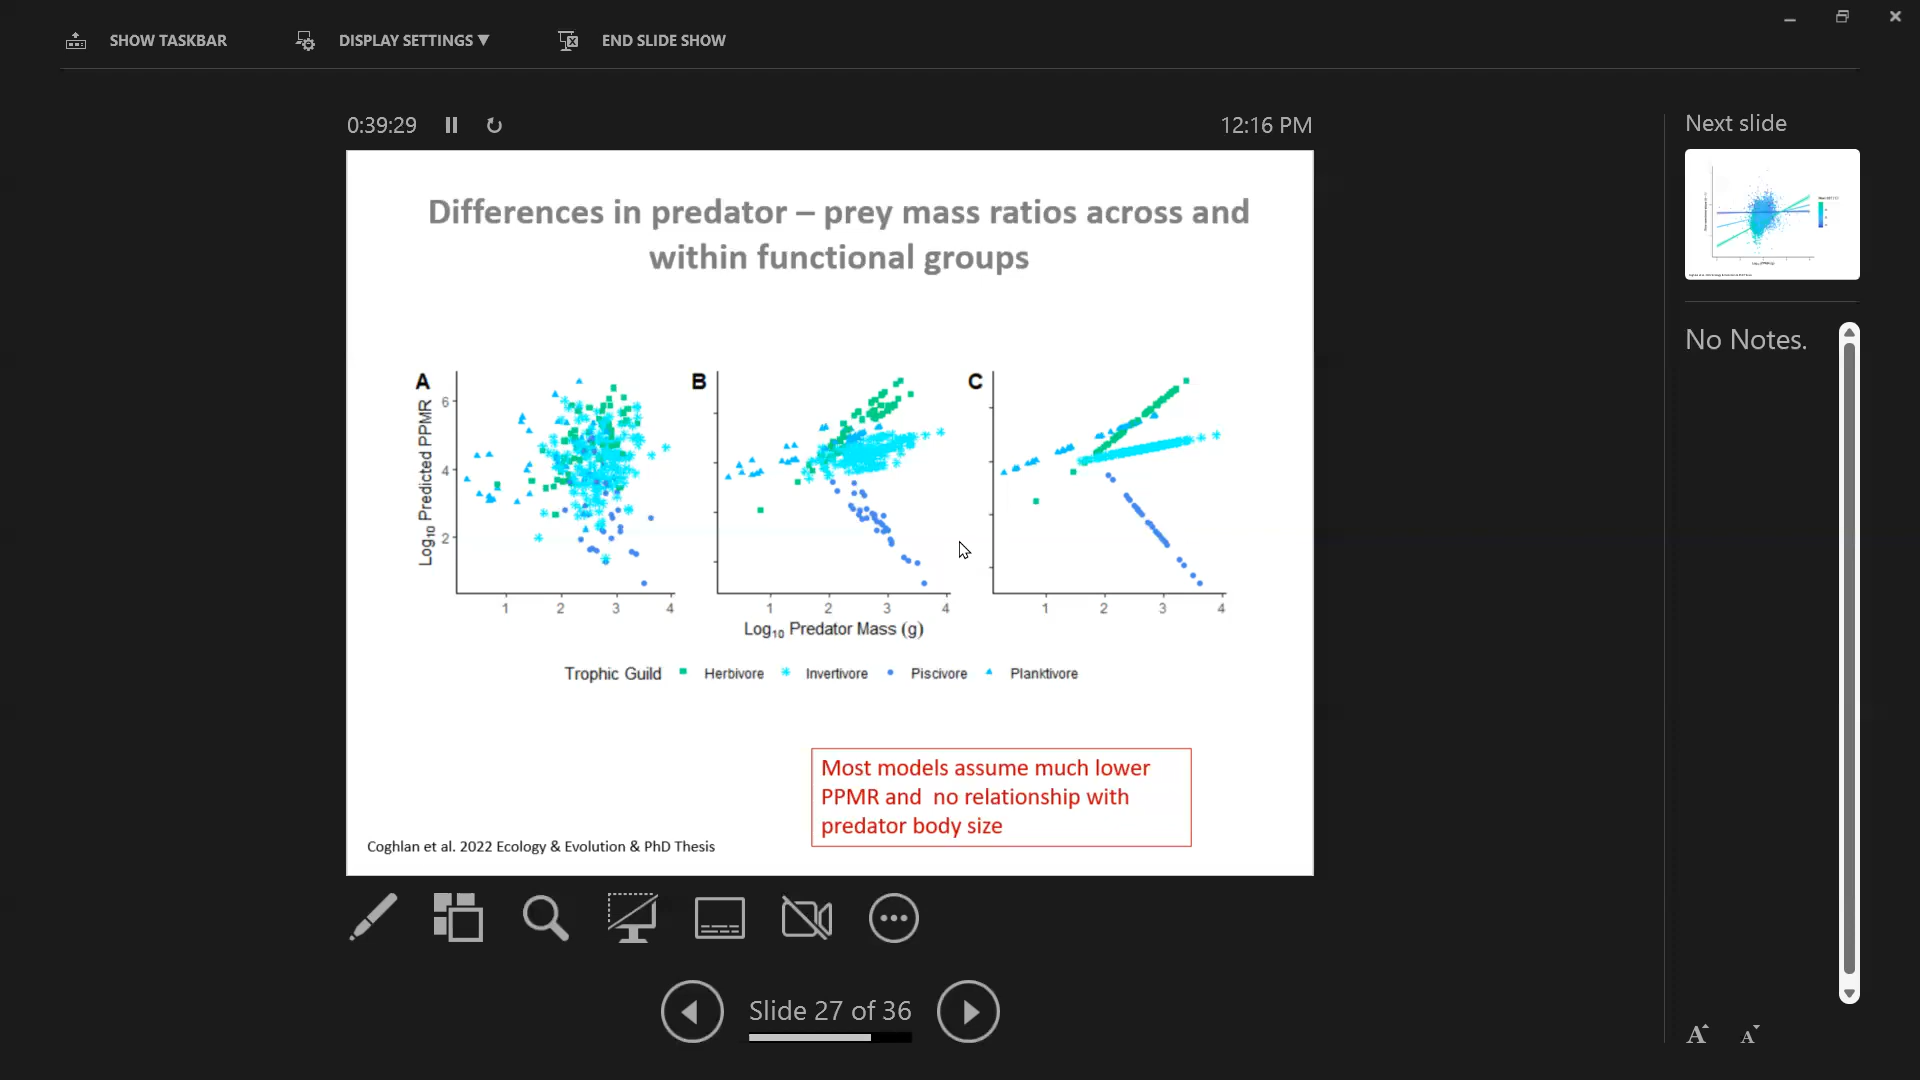 SHOW TASKBAR
DISPLAY SETTINGS ▼
END SLIDE SHOW
0:39:29
12:16 PM
Next slide
Differences in predator – prey mass ratios across and
within functional groups
No Notes.
A
B
C
Log10 Predicted PPMR
6
4
2
1 2 3 4
1 2 3 4
1 2 3 4
Log10 Predator Mass (g)
Trophic Guild Herbivore Invertivore Piscivore Planktivore
Most models assume much lower
PPMR and no relationship with
predator body size
Coghlan et al. 2022 Ecology & Evolution & PhD Thesis
Slide 27 of 36
A A